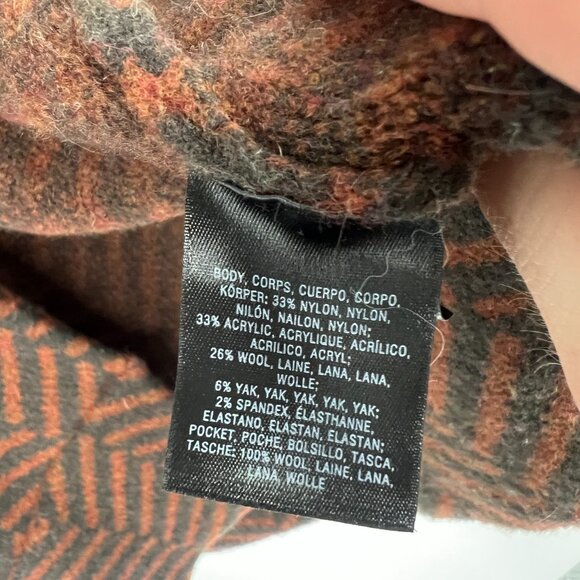 BODY, CORPS, CUERPO, CORPO,
KÖRPER: 33% NYLON, NYLON,
NILÓN, NAILON, NYLON;
33% ACRYLIC, ACRYLIQUE, ACRÍLICO,
ACRILICO, ACRYL;
26% WOOL, LAINE, LANA, LANA,
WOLLE;
6% YAK, YAK, YAK, YAK, YAK;
2% SPANDEX, ÉLASTHANNE,
ELASTANO, ELASTAN, ELASTAN;
POCKET, POCHE, BOLSILLO, TASCA,
TASCHE: 100% WOOL, LAINE, LANA,
LANA, WOLLE